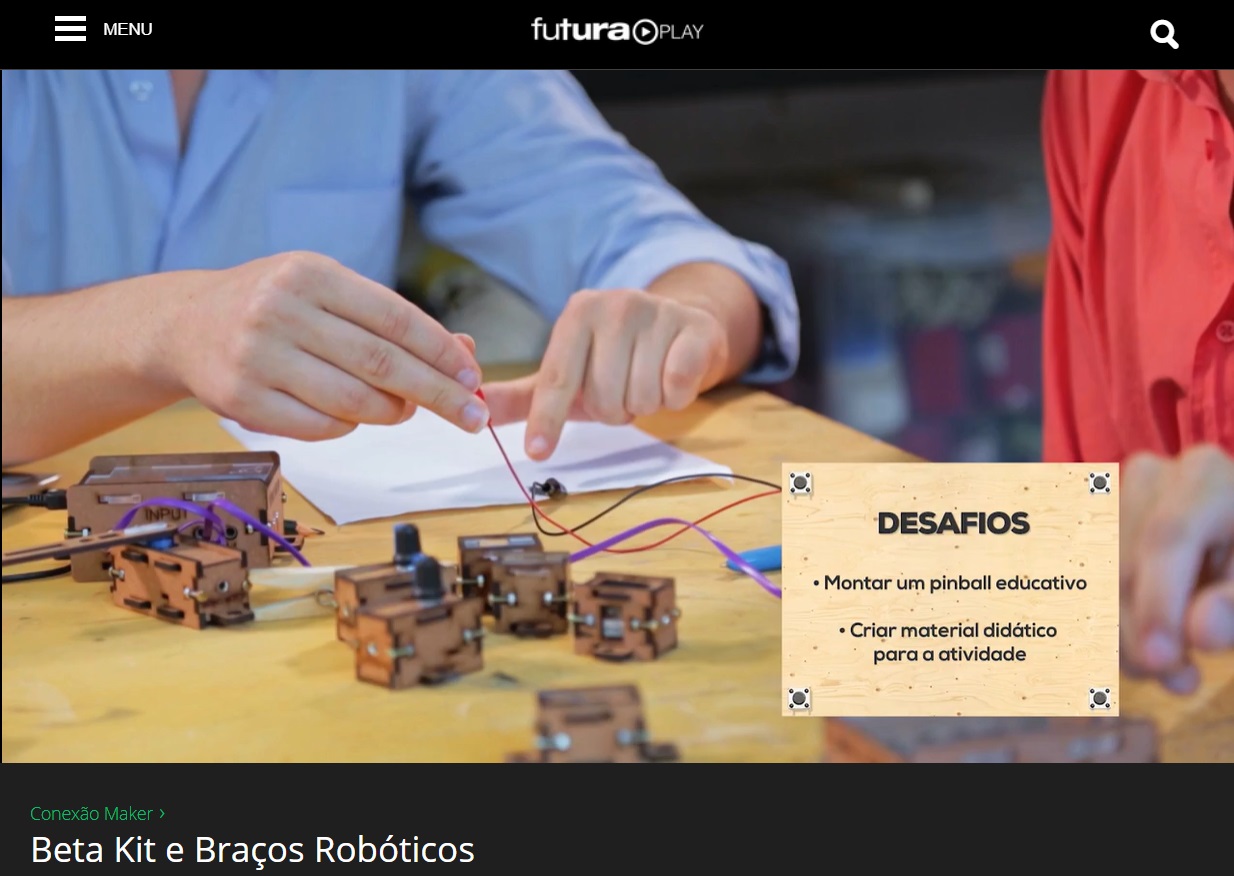 MENU
futura PLAY
INPUT
DESAFIOS
• Montar um pinball educativo
• Criar material didático
para a atividade
Conexão Maker ›
Beta Kit e Braços Robóticos